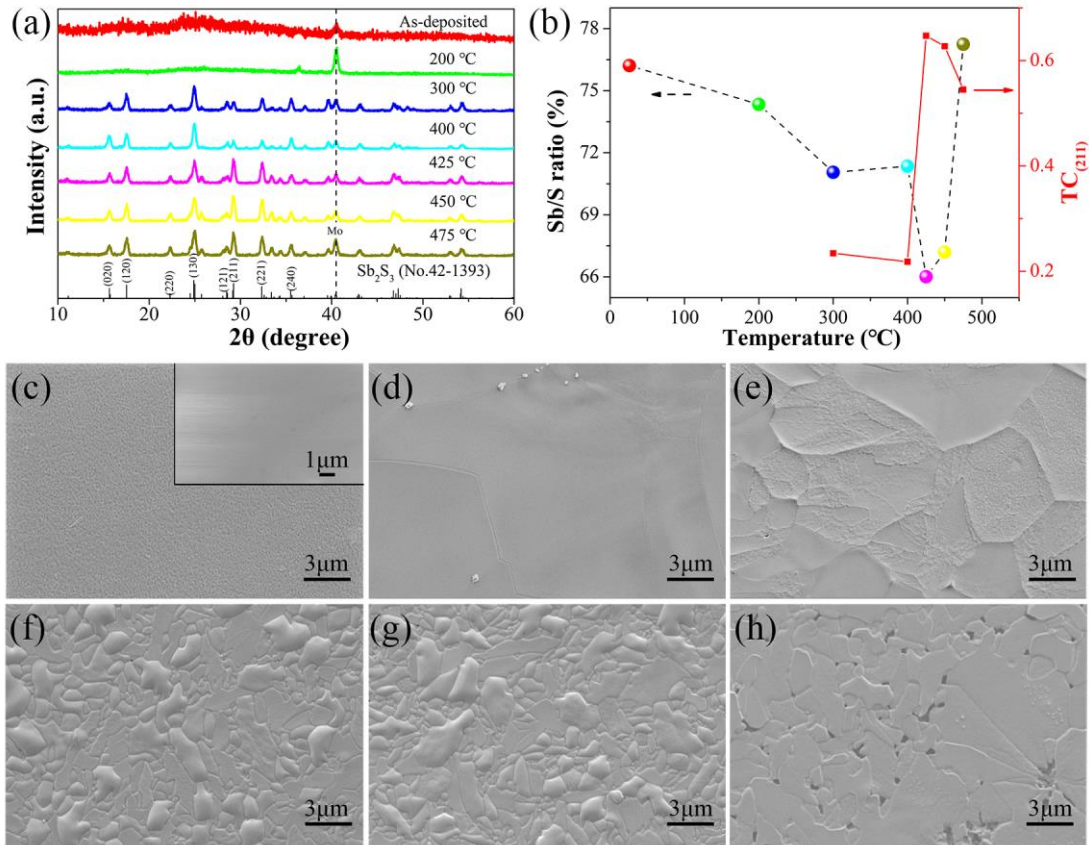 (a)
As-deposited
200 ℃
300 ℃
400 ℃
425 ℃
450 ℃
475 ℃
Mo
Sb2S3 (No.42-1393)
(020)
(120)
(220)
(130)
(121)
(211)
(221)
(240)
Intensity (a.u.)
10 20 30 40 50 60
2θ (degree)
(b)
78
75
72
69
66
Sb/S ratio (%)
0 100 200 300 400 500
Temperature (℃)
0.6
0.4
0.2
TC(211)
(c)
1μm
3μm
(d)
3μm
(e)
3μm
(f)
3μm
(g)
3μm
(h)
3μm